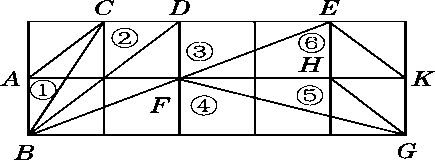 C D E
② ③ ⑥
A ① H K
F ④ ⑤
B G